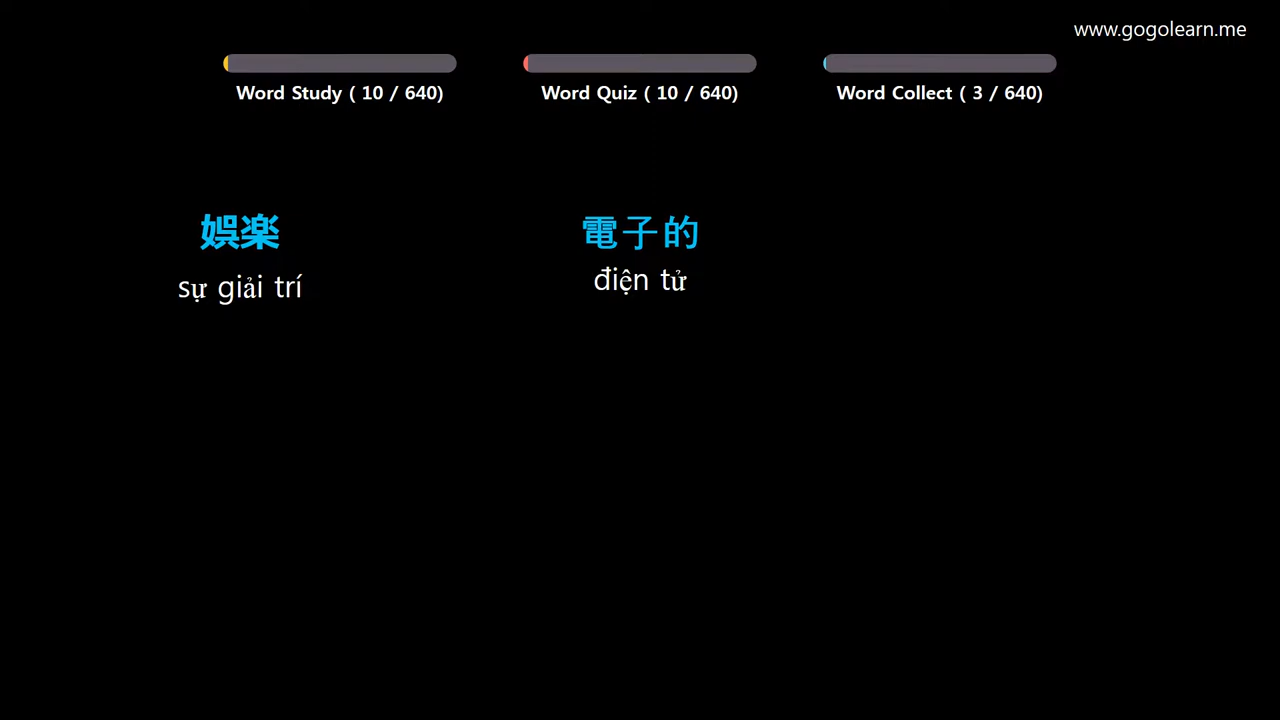 www.gogolearn.me
Word Study ( 10 / 640)
Word Quiz ( 10 / 640)
Word Collect ( 3 / 640)
娯楽
sự giải trí
電子的
điện tử